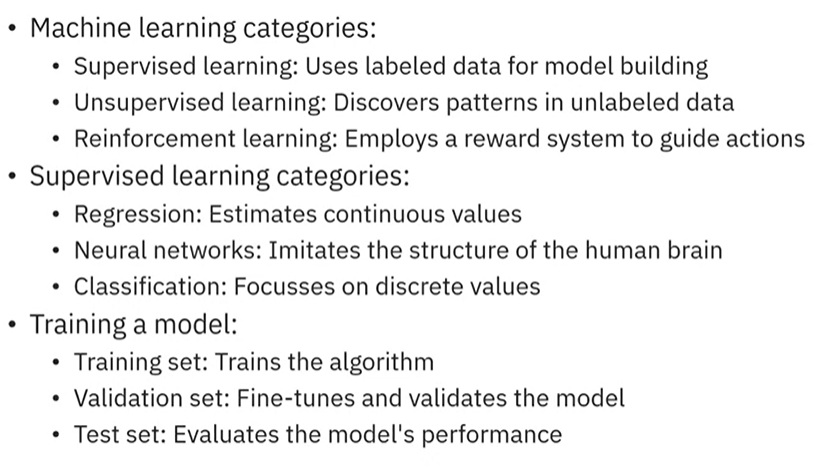 • Machine learning categories:
• Supervised learning: Uses labeled data for model building
• Unsupervised learning: Discovers patterns in unlabeled data
• Reinforcement learning: Employs a reward system to guide actions
• Supervised learning categories:
• Regression: Estimates continuous values
• Neural networks: Imitates the structure of the human brain
• Classification: Focusses on discrete values
• Training a model:
• Training set: Trains the algorithm
• Validation set: Fine-tunes and validates the model
• Test set: Evaluates the model's performance